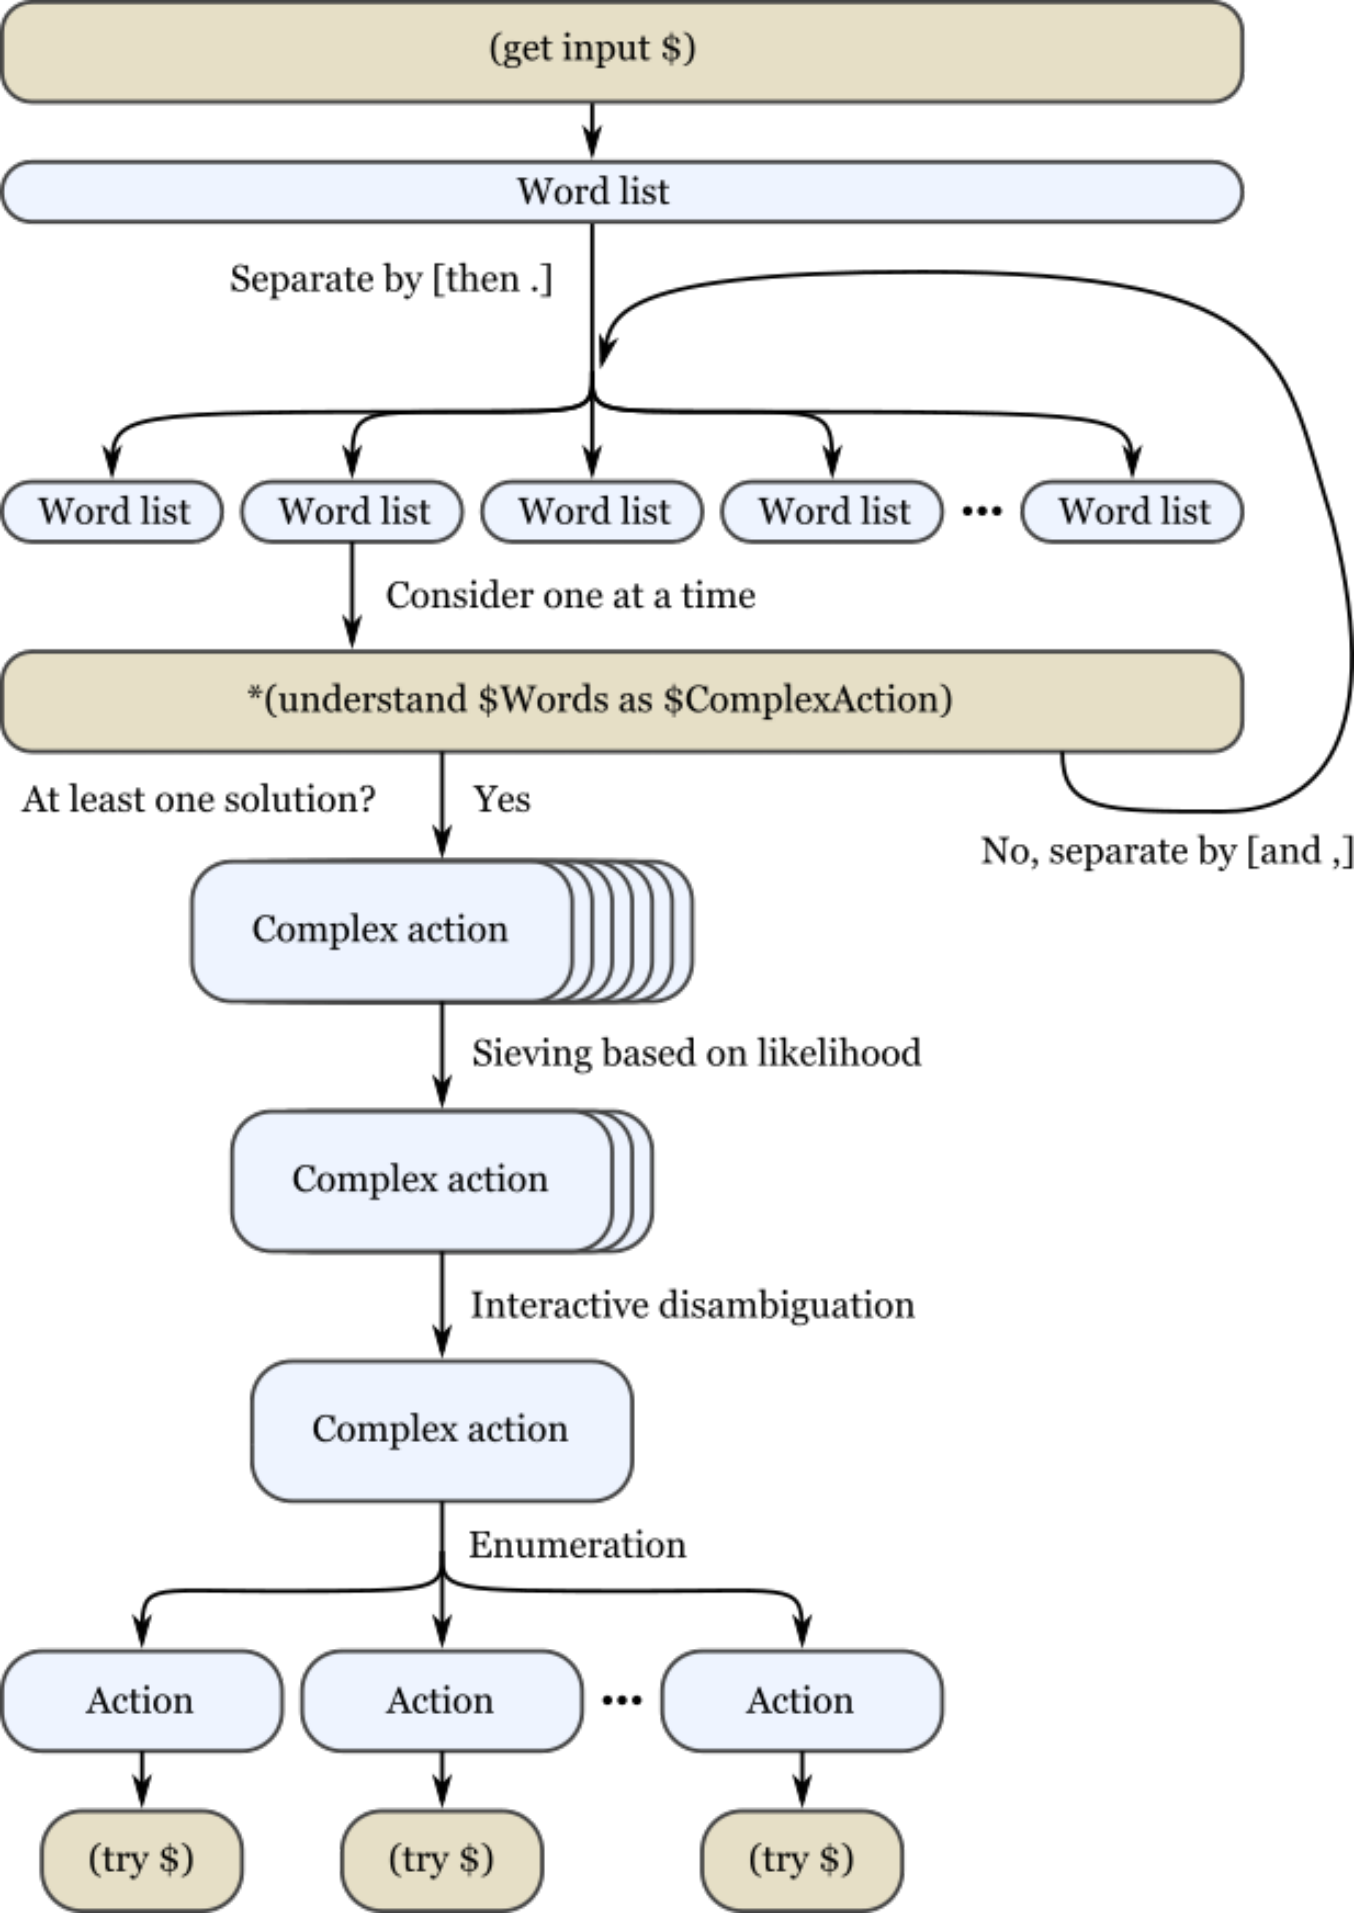 (get input $)
Word list
Separate by [then .]
Word list Word list Word list Word list ••• Word list
Consider one at a time
*(understand $Words as $ComplexAction)
At least one solution? Yes
No, separate by [and ,]
Complex action
Sieving based on likelihood
Complex action
Interactive disambiguation
Complex action
Enumeration
Action Action ••• Action
(try $) (try $) (try $)